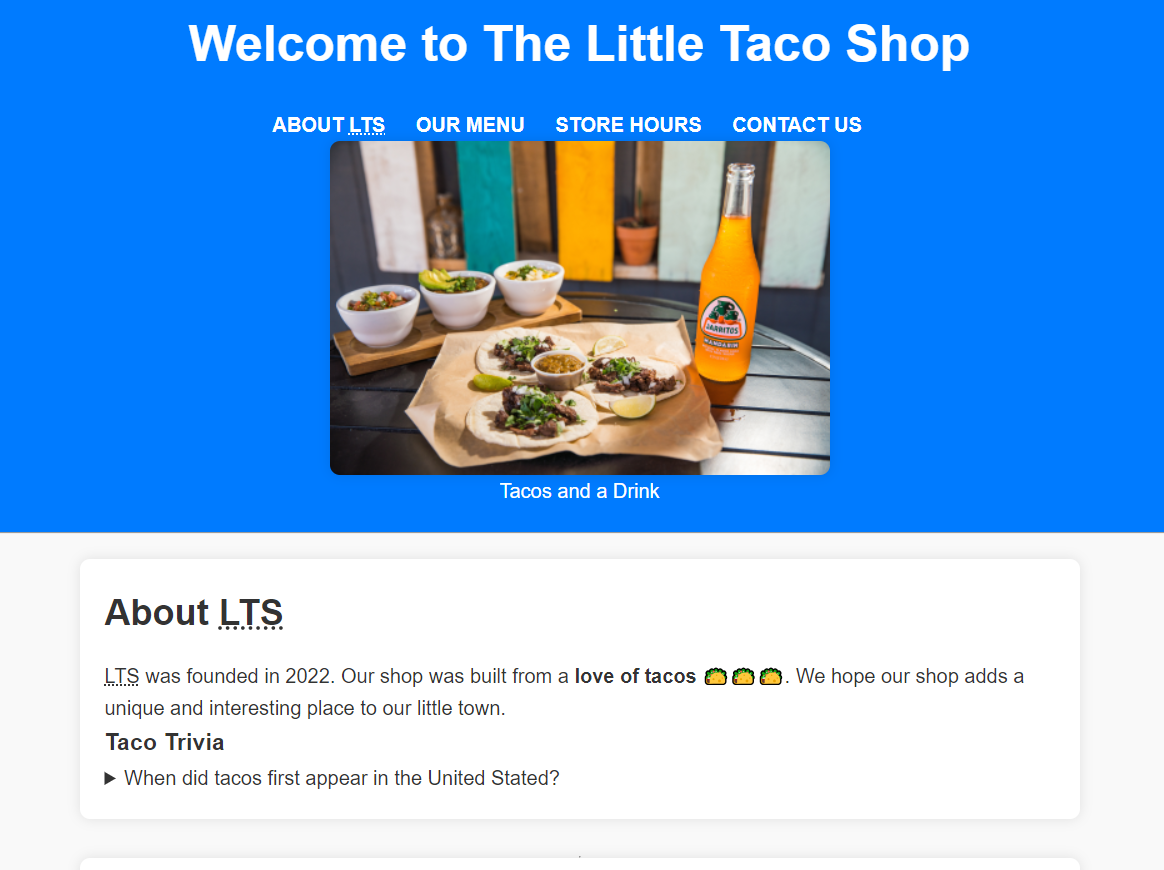 Welcome to The Little Taco Shop
ABOUT LTS OUR MENU STORE HOURS CONTACT US
JARRITOS
MANDARIN
Tacos and a Drink
About LTS
LTS was founded in 2022. Our shop was built from a love of tacos 🌮🌮🌮. We hope our shop adds a
unique and interesting place to our little town.
Taco Trivia
▶ When did tacos first appear in the United Stated?